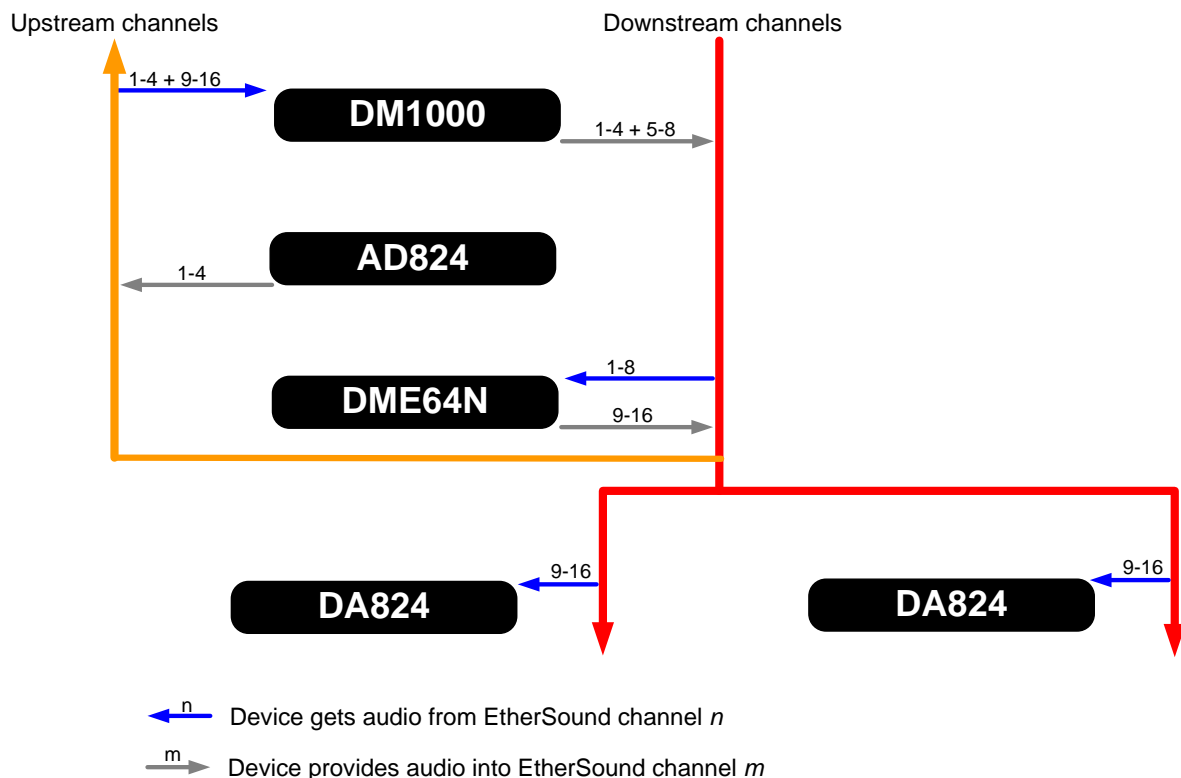 Upstream channels
Downstream channels
1-4 + 9-16
DM1000
1-4 + 5-8
AD824
1-4
1-8
DME64N
9-16
9-16
DA824
9-16
DA824
n
Device gets audio from EtherSound channel n
m
Device provides audio into EtherSound channel m